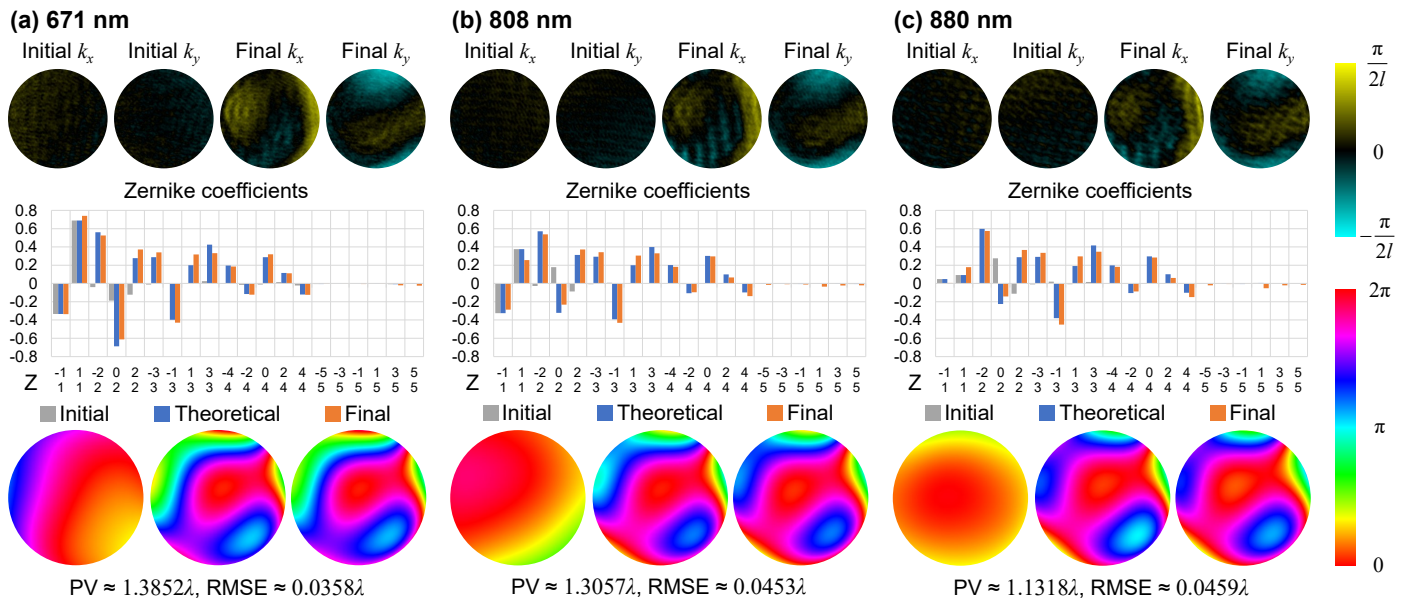 (a) 671 nm
Initial kx Initial ky Final kx Final ky
Zernike coefficients
0.8
0.6
0.4
0.2
0
-0.2
-0.4
-0.6
-0.8
Z -1 1 -2 0 2 -3 -1 1 3 -4 -2 0 2 4 -5 -3 -1 1 3 5
1 1 2 2 2 3 3 3 3 4 4 4 4 4 5 5 5 5 5 5
Initial Theoretical Final
PV ≈ 1.3852λ, RMSE ≈ 0.0358λ
(b) 808 nm
Initial kx Initial ky Final kx Final ky
Zernike coefficients
0.8
0.6
0.4
0.2
0
-0.2
-0.4
-0.6
-0.8
Z -1 1 -2 0 2 -3 -1 1 3 -4 -2 0 2 4 -5 -3 -1 1 3 5
1 1 2 2 2 3 3 3 3 4 4 4 4 4 5 5 5 5 5 5
Initial Theoretical Final
PV ≈ 1.3057λ, RMSE ≈ 0.0453λ
(c) 880 nm
Initial kx Initial ky Final kx Final ky
Zernike coefficients
0.8
0.6
0.4
0.2
0
-0.2
-0.4
-0.6
-0.8
Z -1 1 -2 0 2 -3 -1 1 3 -4 -2 0 2 4 -5 -3 -1 1 3 5
1 1 2 2 2 3 3 3 3 4 4 4 4 4 5 5 5 5 5 5
Initial Theoretical Final
PV ≈ 1.1318λ, RMSE ≈ 0.0459λ
π
2l
0
−π
2l
2π
π
0